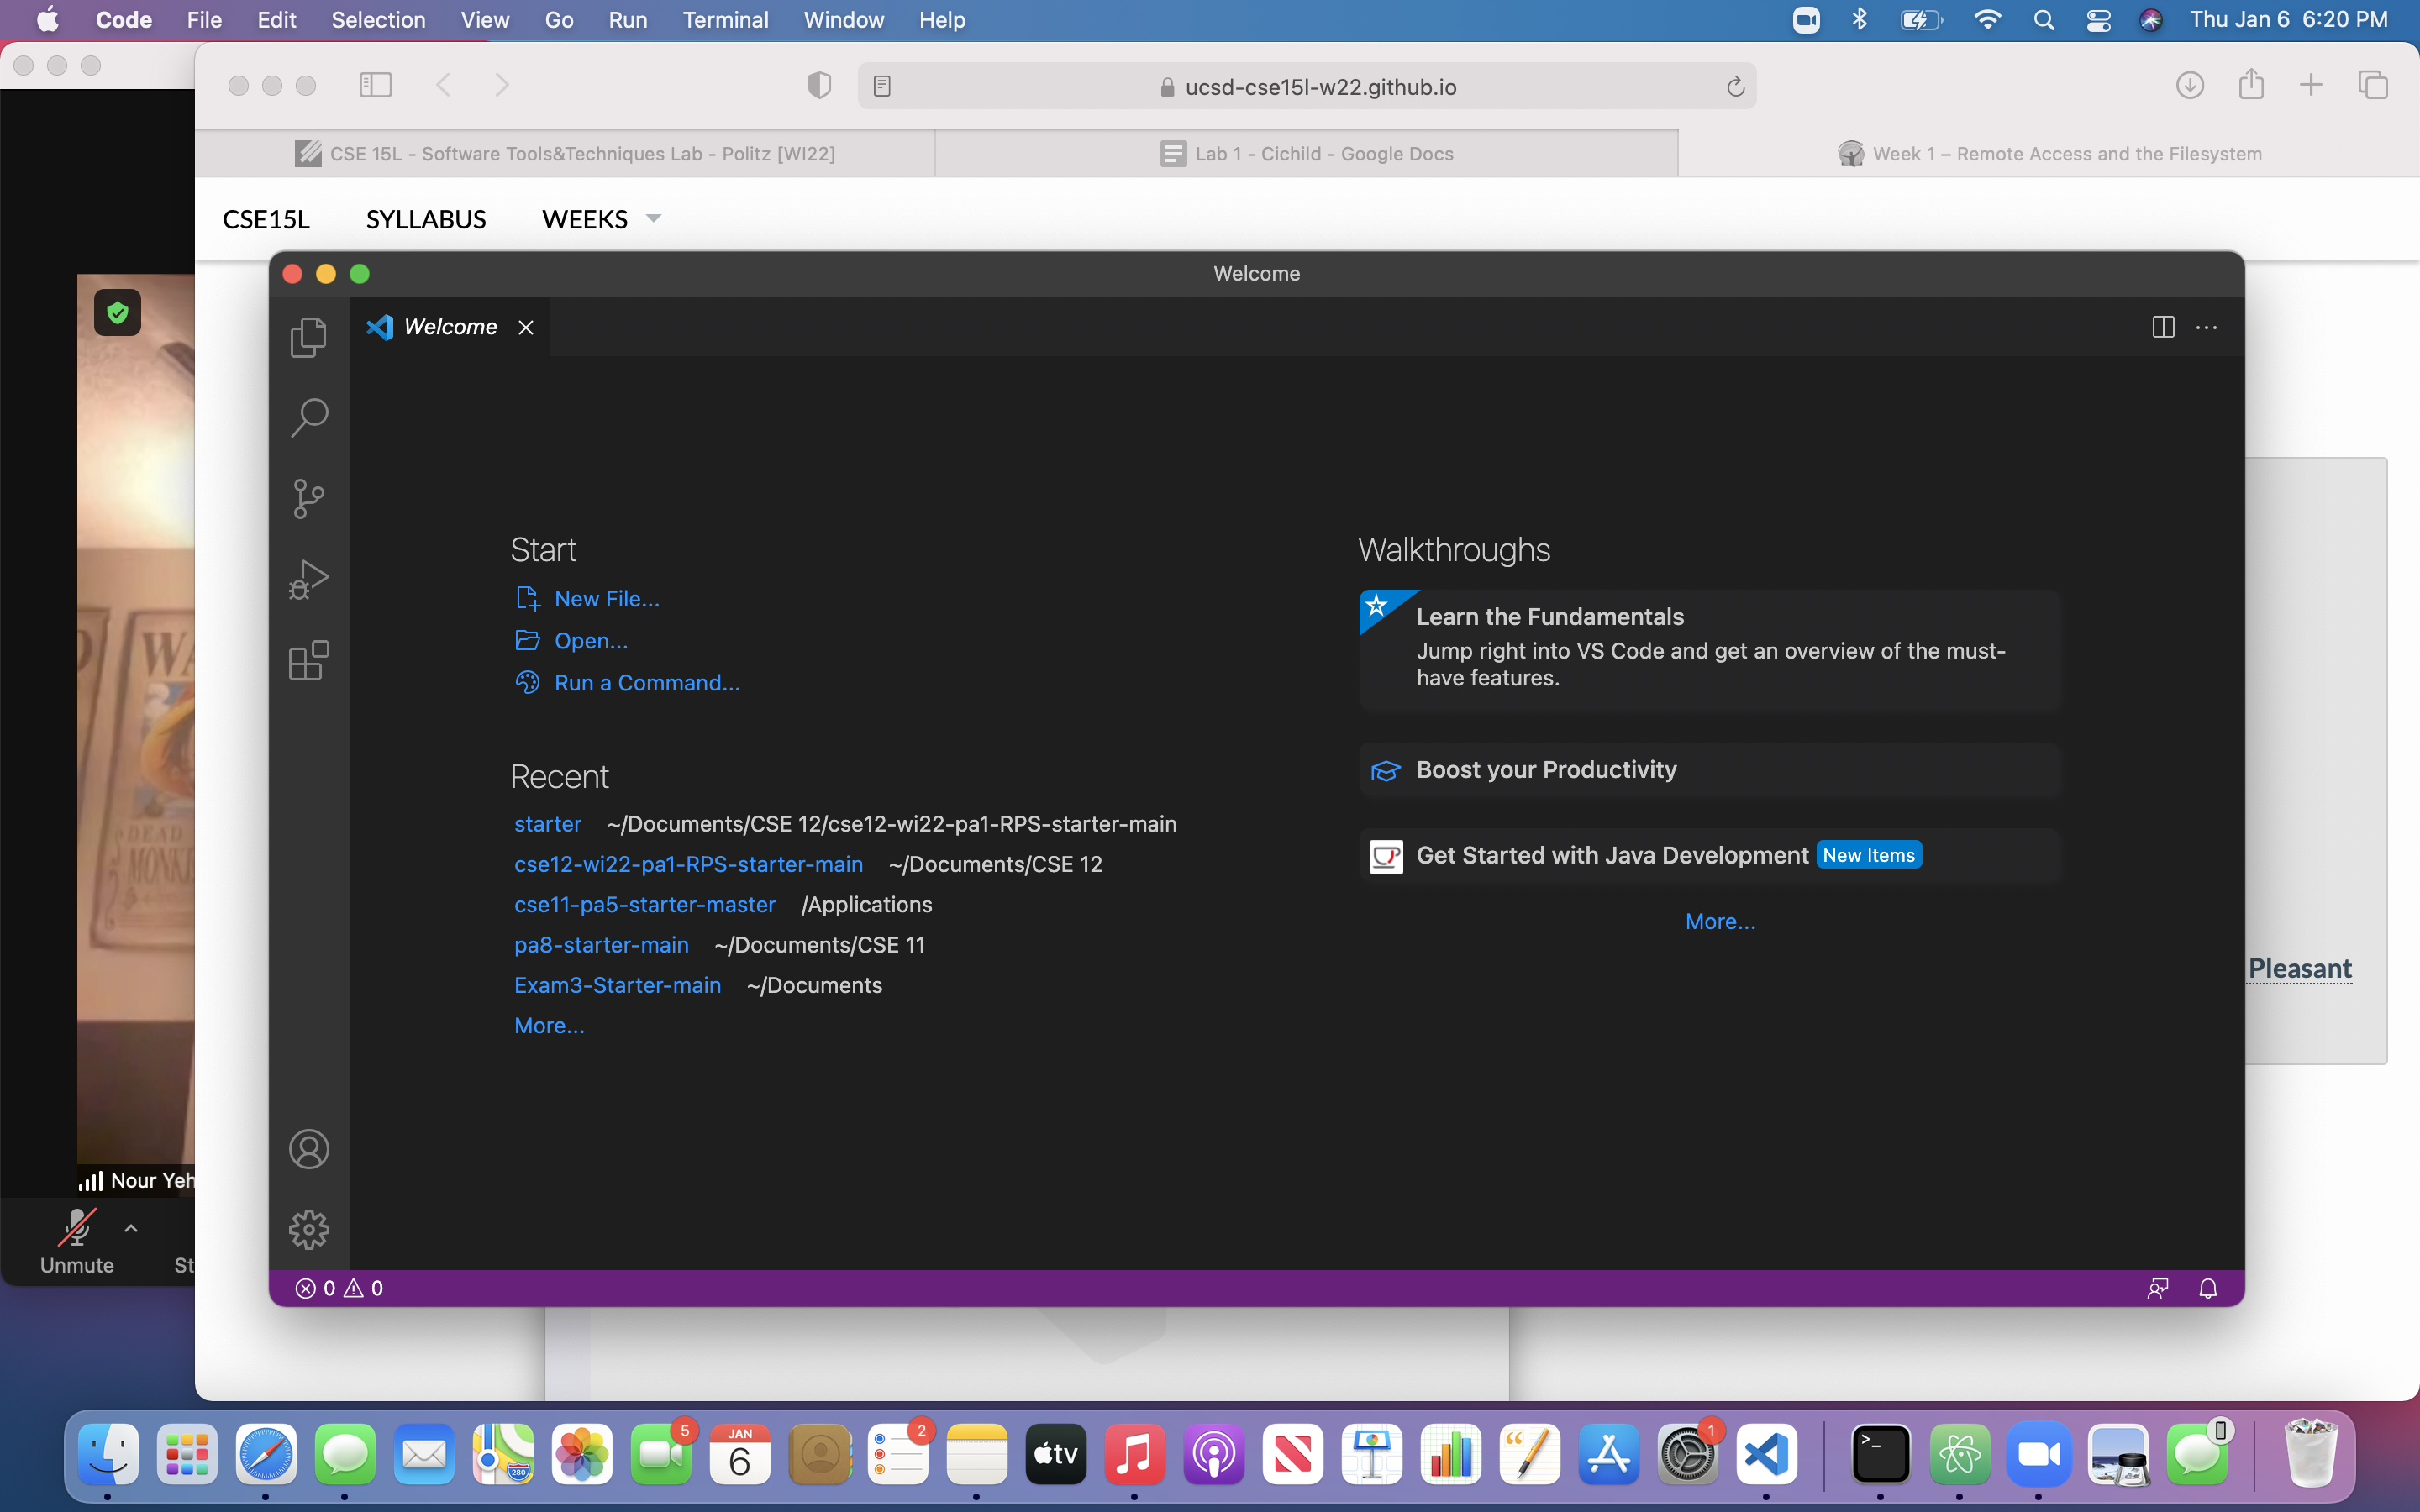 Code File Edit Selection View Go Run Terminal Window Help Thu Jan 6 6:20 PM
ucsd-cse15l-w22.github.io
CSE 15L - Software Tools&Techniques Lab - Politz [WI22] Lab 1 - Cichild - Google Docs Week 1 – Remote Access and the Filesystem
CSE15L SYLLABUS WEEKS
Welcome
Welcome
Start
New File...
Open...
Run a Command...
Recent
starter ~/Documents/CSE 12/cse12-wi22-pa1-RPS-starter-main
cse12-wi22-pa1-RPS-starter-main ~/Documents/CSE 12
cse11-pa5-starter-master /Applications
pa8-starter-main ~/Documents/CSE 11
Exam3-Starter-main ~/Documents
More...
Walkthroughs
Learn the Fundamentals
Jump right into VS Code and get an overview of the must-
have features.
Boost your Productivity
Get Started with Java Development New Items
More...
Pleasant
WA
DEAD
Nour Yeh
Unmute St
0 0
5 JAN 6 2 tv 1
280